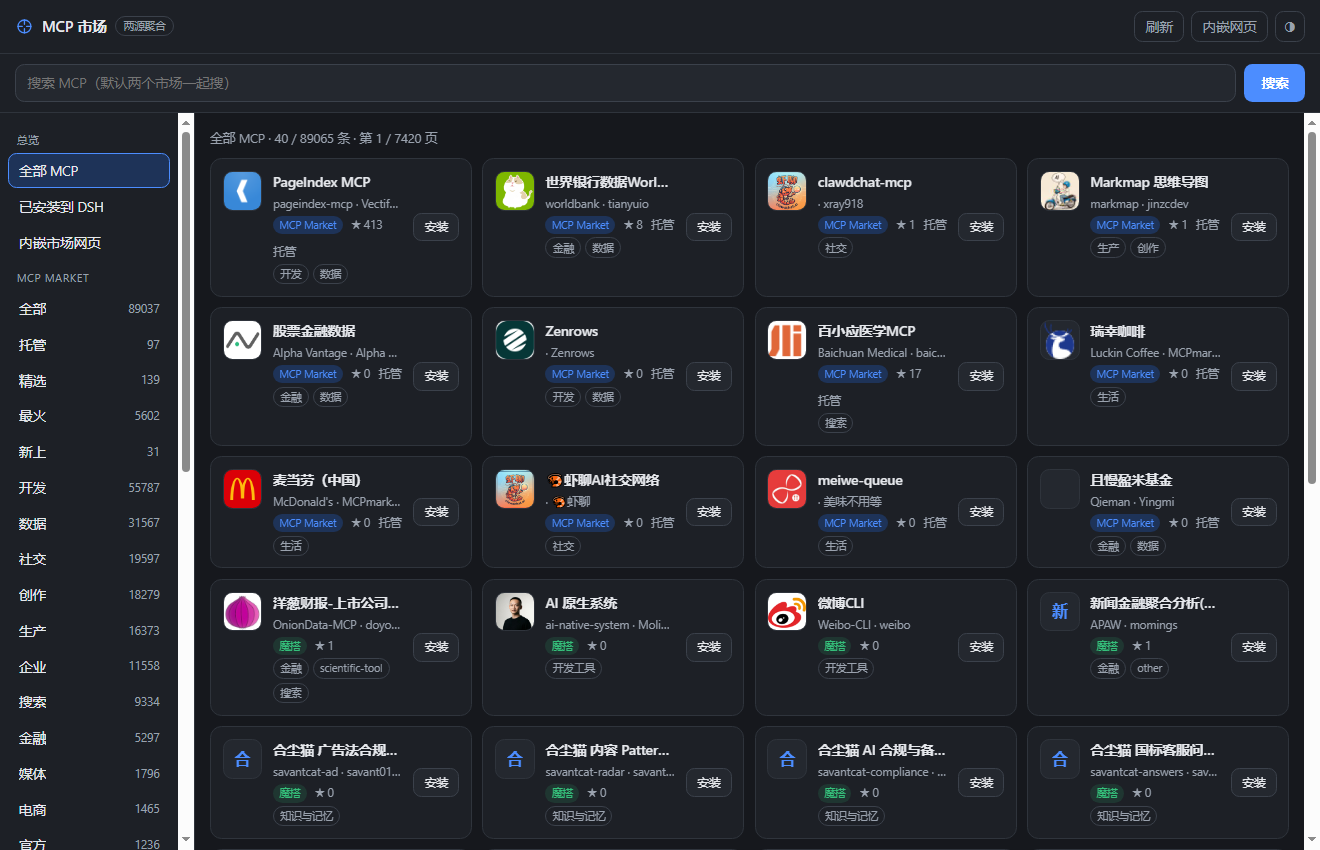 MCP 市场 两源聚合 刷新 内嵌网页
搜索 MCP（默认两个市场一起搜） 搜索
总览
全部 MCP
已安装到 DSH
内嵌市场网页
MCP MARKET
全部 89037
托管 97
精选 139
最火 5602
新上 31
开发 55787
数据 31567
社交 19597
创作 18279
生产 16373
企业 11558
搜索 9334
金融 5297
媒体 1796
电商 1465
官方 1236
全部 MCP · 40 / 89065 条 · 第 1 / 7420 页
PageIndex MCP
pageindex-mcp · Vectif...
MCP Market ★ 413
托管
开发 数据
安装
世界银行数据Worl...
worldbank · tianyuio
MCP Market ★ 8 托管
金融 数据
安装
clawdchat-mcp
· xray918
MCP Market ★ 1 托管
社交
安装
Markmap 思维导图
markmap · jinzcdev
MCP Market ★ 1 托管
生产 创作
安装
股票金融数据
Alpha Vantage · Alpha ...
MCP Market ★ 0 托管
金融 数据
安装
Zenrows
· Zenrows
MCP Market ★ 0 托管
开发 数据
安装
百小应医学MCP
Baichuan Medical · baic...
MCP Market ★ 17
托管
搜索
安装
瑞幸咖啡
Luckin Coffee · MCPmar...
MCP Market ★ 0 托管
生活
安装
麦当劳（中国）
McDonald's · MCPmark...
MCP Market ★ 0 托管
生活
安装
🦐虾聊AI社交网络
· 🦐虾聊
MCP Market ★ 0 托管
社交
安装
meiwe-queue
· 美味不用等
MCP Market ★ 0 托管
生活
安装
且慢盈米基金
Qieman · Yingmi
MCP Market ★ 0 托管
金融 数据
安装
洋葱财报-上市公司...
OnionData-MCP · doyo...
魔搭 ★ 1
金融 scientific-tool
搜索
安装
AI 原生系统
ai-native-system · Moli...
魔搭 ★ 0
开发工具
安装
微博CLI
Weibo-CLI · weibo
魔搭 ★ 0
开发工具
安装
新
新闻金融聚合分析(...
APAW · momings
魔搭 ★ 1
金融 other
安装
合
合尘猫 广告法合规...
savantcat-ad · savant01...
魔搭 ★ 0
知识与记忆
安装
合
合尘猫 内容 Patter...
savantcat-radar · savant...
魔搭 ★ 0
知识与记忆
安装
合
合尘猫 AI 合规与备...
savantcat-compliance · ...
魔搭 ★ 0
知识与记忆
安装
合
合尘猫 国标客服问...
savantcat-answers · sav...
魔搭 ★ 0
知识与记忆
安装